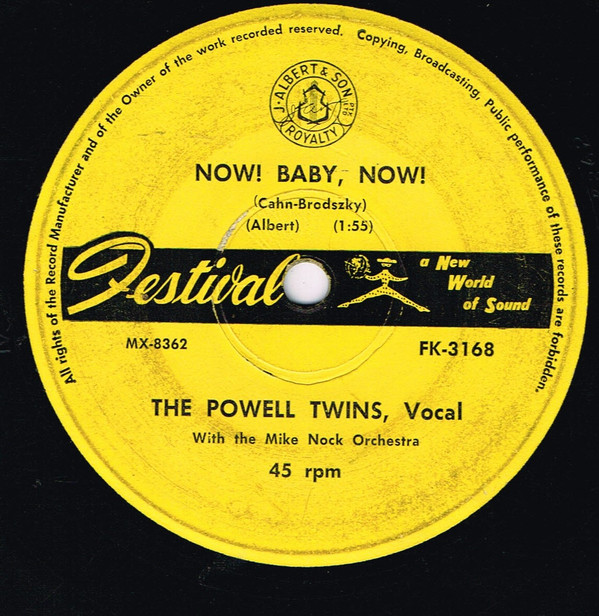 All rights of the Record Manufacturer and of the Owner of the work recorded reserved. Copying, Broadcasting, Public performance of these records are forbidden.
J. ALBERT & SON PTY. LTD.
ROYALTY
NOW! BABY, NOW!
(Cahn-Brodszky)
(Albert) (1:55)
Festival
a New
World
of Sound
MX-8362 FK-3168
THE POWELL TWINS, Vocal
With the Mike Nock Orchestra
45 rpm